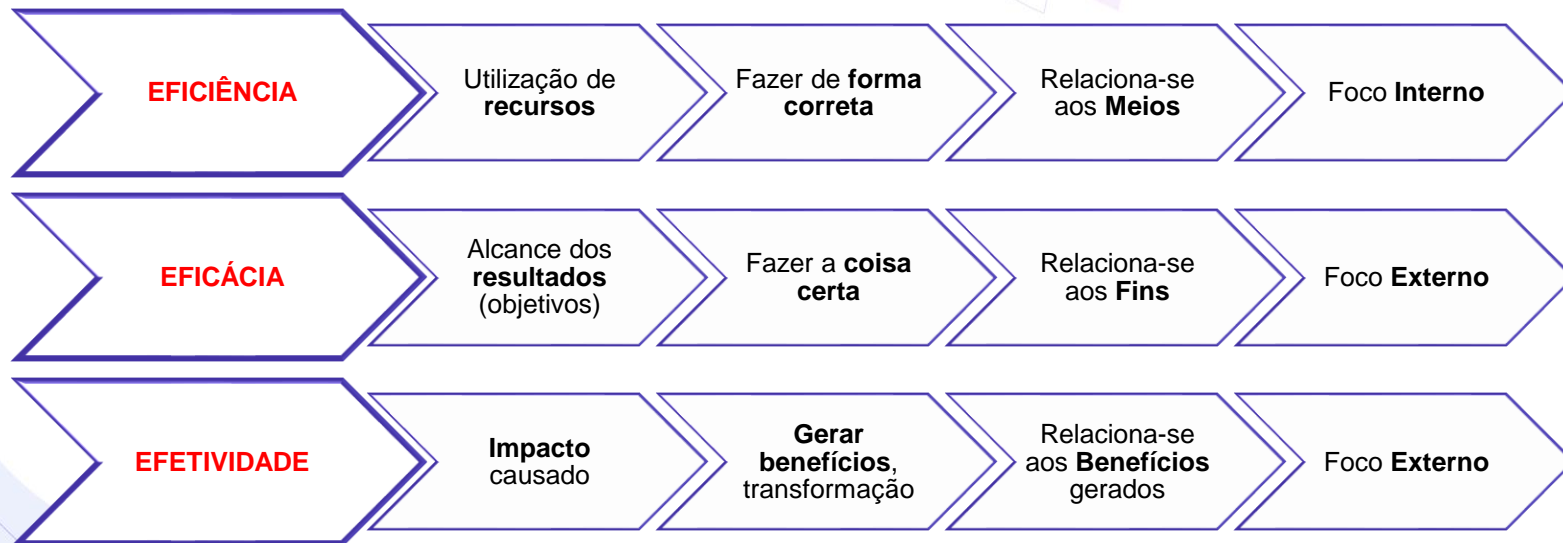 EFICIÊNCIA
Utilização de
recursos
Fazer de forma
correta
Relaciona-se
aos Meios
Foco Interno
EFICÁCIA
Alcance dos
resultados
(objetivos)
Fazer a coisa
certa
Relaciona-se
aos Fins
Foco Externo
EFETIVIDADE
Impacto
causado
Gerar
benefícios,
transformação
Relaciona-se
aos Benefícios
gerados
Foco Externo